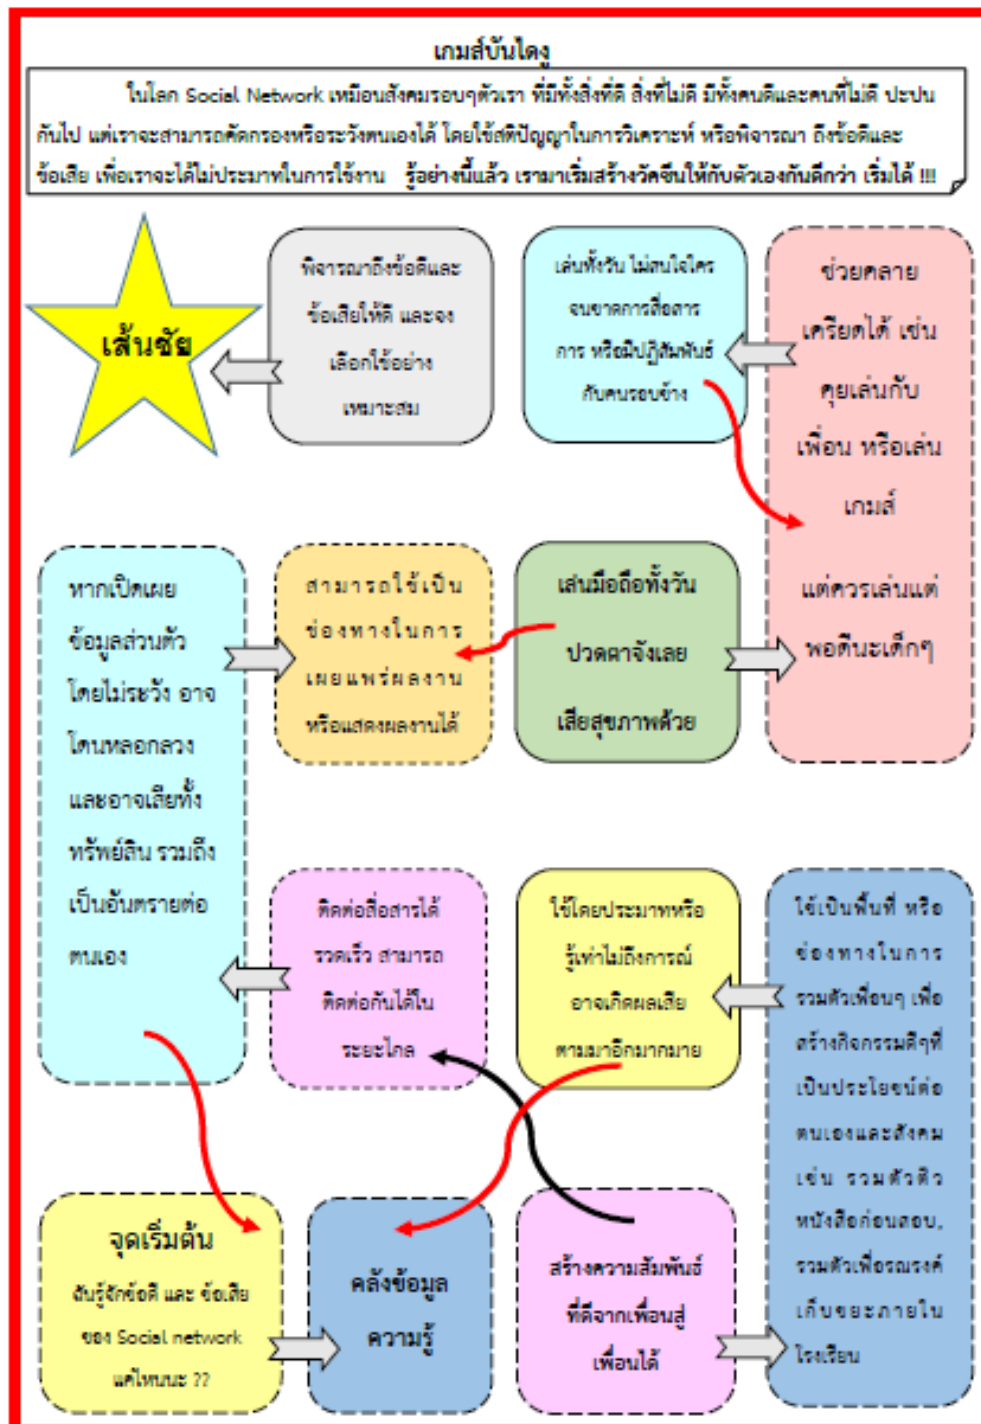 เกมส์บันไดงู
ในโลก Social Network เหมือนสังคมรอบๆตัวเรา ที่มีทั้งสิ่งที่ดี สิ่งที่ไม่ดี มีทั้งคนดีและคนที่ไม่ดี ปะปน
กันไป แต่เราจะสามารถคัดกรองหรือระวังตนเองได้ โดยใช้สติปัญญาในการวิเคราะห์ หรือพิจารณา ถึงข้อดีและ
ข้อเสีย เพื่อเราจะได้ไม่ประมาทในการใช้งาน รู้อย่างนี้แล้ว เรามาเริ่มสร้างวัคซีนให้กับตัวเองกันดีกว่า เริ่มได้ !!!
เส้นชัย
พิจารณาถึงข้อดีและ
ข้อเสียให้ดี และจง
เลือกใช้อย่าง
เหมาะสม
เล่นทั้งวัน ไม่สนใจใคร
จนขาดการสื่อสาร
การ หรือมีปฏิสัมพันธ์
กับคนรอบข้าง
ช่วยคลาย
เครียดได้ เช่น
คุยเล่นกับ
เพื่อน หรือเล่น
เกมส์
แต่ควรเล่นแต่
พอดีนะเด็กๆ
หากเปิดเผย
ข้อมูลส่วนตัว
โดยไม่ระวัง อาจ
โดนหลอกลวง
และอาจเสียทั้ง
ทรัพย์สิน รวมถึง
เป็นอันตรายต่อ
ตนเอง
สามารถใช้เป็น
ช่องทางในการ
เผยแพร่ผลงาน
หรือแสดงผลงานได้
เล่นมือถือทั้งวัน
ปวดตาจังเลย
เสียสุขภาพด้วย
ติดต่อสื่อสารได้
รวดเร็ว สามารถ
ติดต่อกันได้ใน
ระยะไกล
ใช้โดยประมาทหรือ
รู้เท่าไม่ถึงการณ์
อาจเกิดผลเสีย
ตามมาอีกมากมาย
ใช้เป็นพื้นที่ หรือ
ช่องทางในการ
รวมตัวเพื่อนๆ เพื่อ
สร้างกิจกรรมดีๆที่
เป็นประโยชน์ต่อ
ตนเองและสังคม
เช่น รวมตัวติว
หนังสือก่อนสอบ,
รวมตัวเพื่อรณรงค์
เก็บขยะภายใน
โรงเรียน
จุดเริ่มต้น
ฉันรู้จักข้อดี และ ข้อเสีย
ของ Social network
แค่ไหนนะ ??
คลังข้อมูล
ความรู้
สร้างความสัมพันธ์
ที่ดีจากเพื่อนสู่
เพื่อนได้